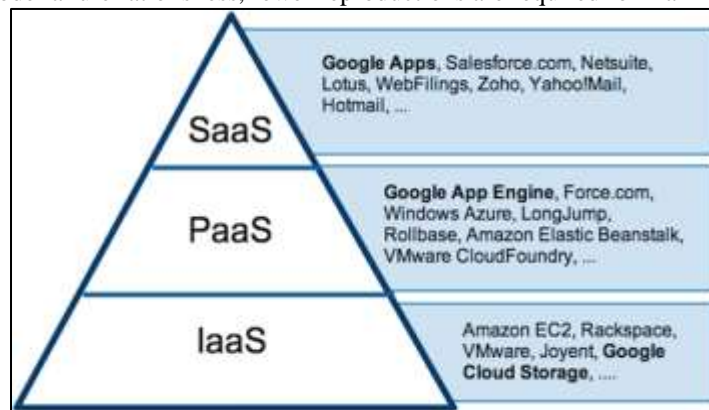 Google Apps, Salesforce.com, Netsuite,
Lotus, WebFilings, Zoho, Yahoo!Mail,
Hotmail, ...
SaaS
Google App Engine, Force.com,
Windows Azure, LongJump,
Rollbase, Amazon Elastic Beanstalk,
VMware CloudFoundry, ...
PaaS
Amazon EC2, Rackspace,
VMware, Joyent, Google
Cloud Storage, ....
IaaS